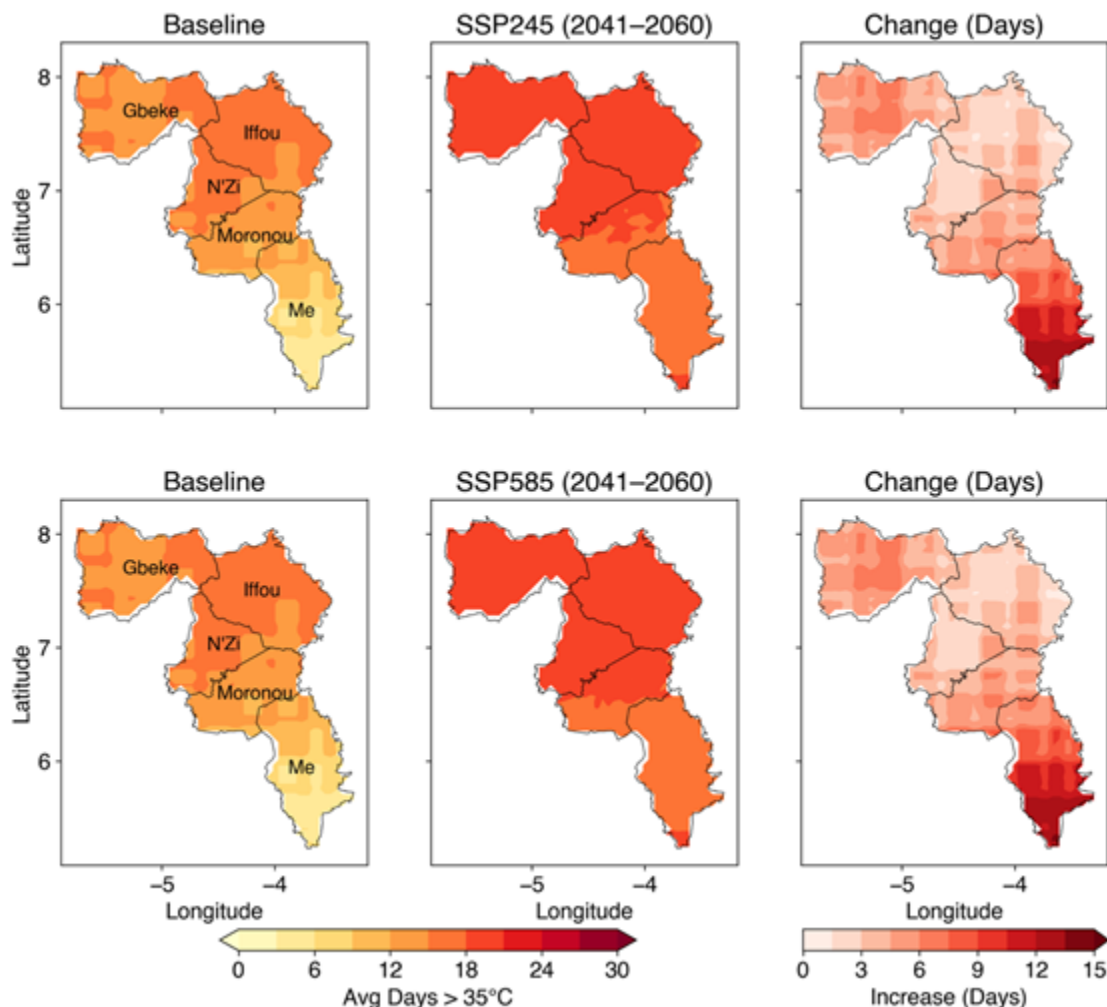 Baseline
SSP245 (2041–2060)
Change (Days)
8
7
6
Latitude
Gbeke
Iffou
N'Zi
Moronou
Me
Baseline
SSP585 (2041–2060)
Change (Days)
8
7
6
Latitude
Gbeke
Iffou
N'Zi
Moronou
Me
−5 −4 −5 −4 −5 −4
Longitude Longitude Longitude
0 6 12 18 24 30
Avg Days > 35°C
0 3 6 9 12 15
Increase (Days)